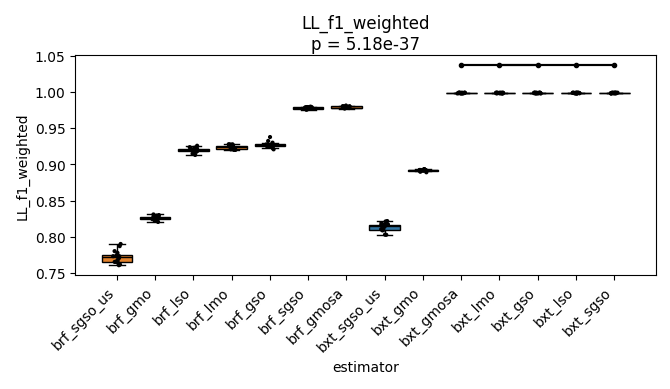 LL_f1_weighted
p = 5.18e-37
1.05
1.00
0.95
0.90
0.85
0.80
0.75
LL_f1_weighted
brf_sgso_us
brf_gmo
brf_lso
brf_lmo
brf_gso
brf_sgso
brf_gmosa
bxt_sgso_us
bxt_gmo
bxt_gmosa
bxt_lmo
bxt_gso
bxt_lso
bxt_sgso
estimator